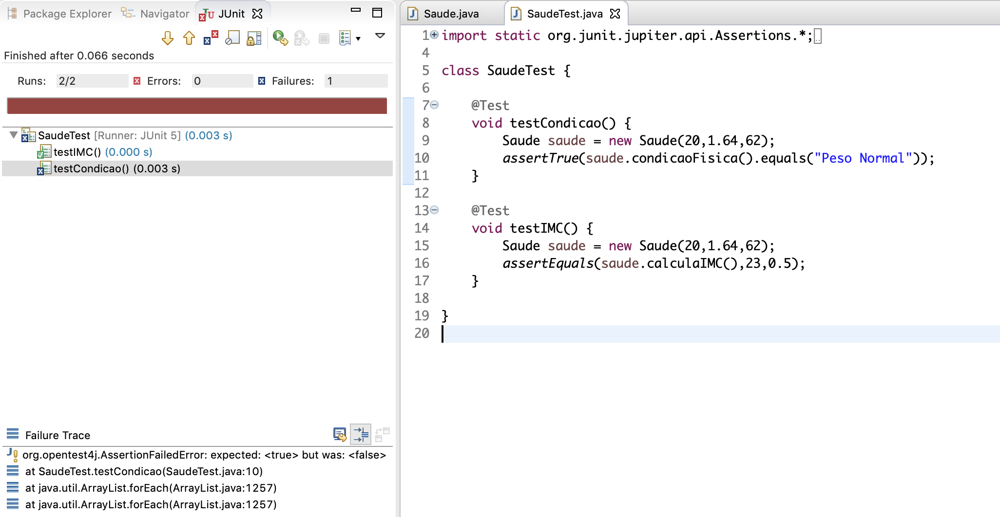 Package Explorer Navigator JUnit
Finished after 0.066 seconds
Runs: 2/2 Errors: 0 Failures: 1
SaudeTest [Runner: JUnit 5] (0.003 s)
testIMC() (0.000 s)
testCondicao() (0.003 s)
Failure Trace
org.opentest4j.AssertionFailedError: expected: <true> but was: <false>
at SaudeTest.testCondicao(SaudeTest.java:10)
at java.util.ArrayList.forEach(ArrayList.java:1257)
at java.util.ArrayList.forEach(ArrayList.java:1257)
Saude.java SaudeTest.java
1 import static org.junit.jupiter.api.Assertions.*;
4
5 class SaudeTest {
6
7 @Test
8 void testCondicao() {
9 Saude saude = new Saude(20,1.64,62);
10 assertTrue(saude.condicaoFisica().equals("Peso Normal"));
11 }
12
13 @Test
14 void testIMC() {
15 Saude saude = new Saude(20,1.64,62);
16 assertEquals(saude.calculaIMC(),23,0.5);
17 }
18
19 }
20